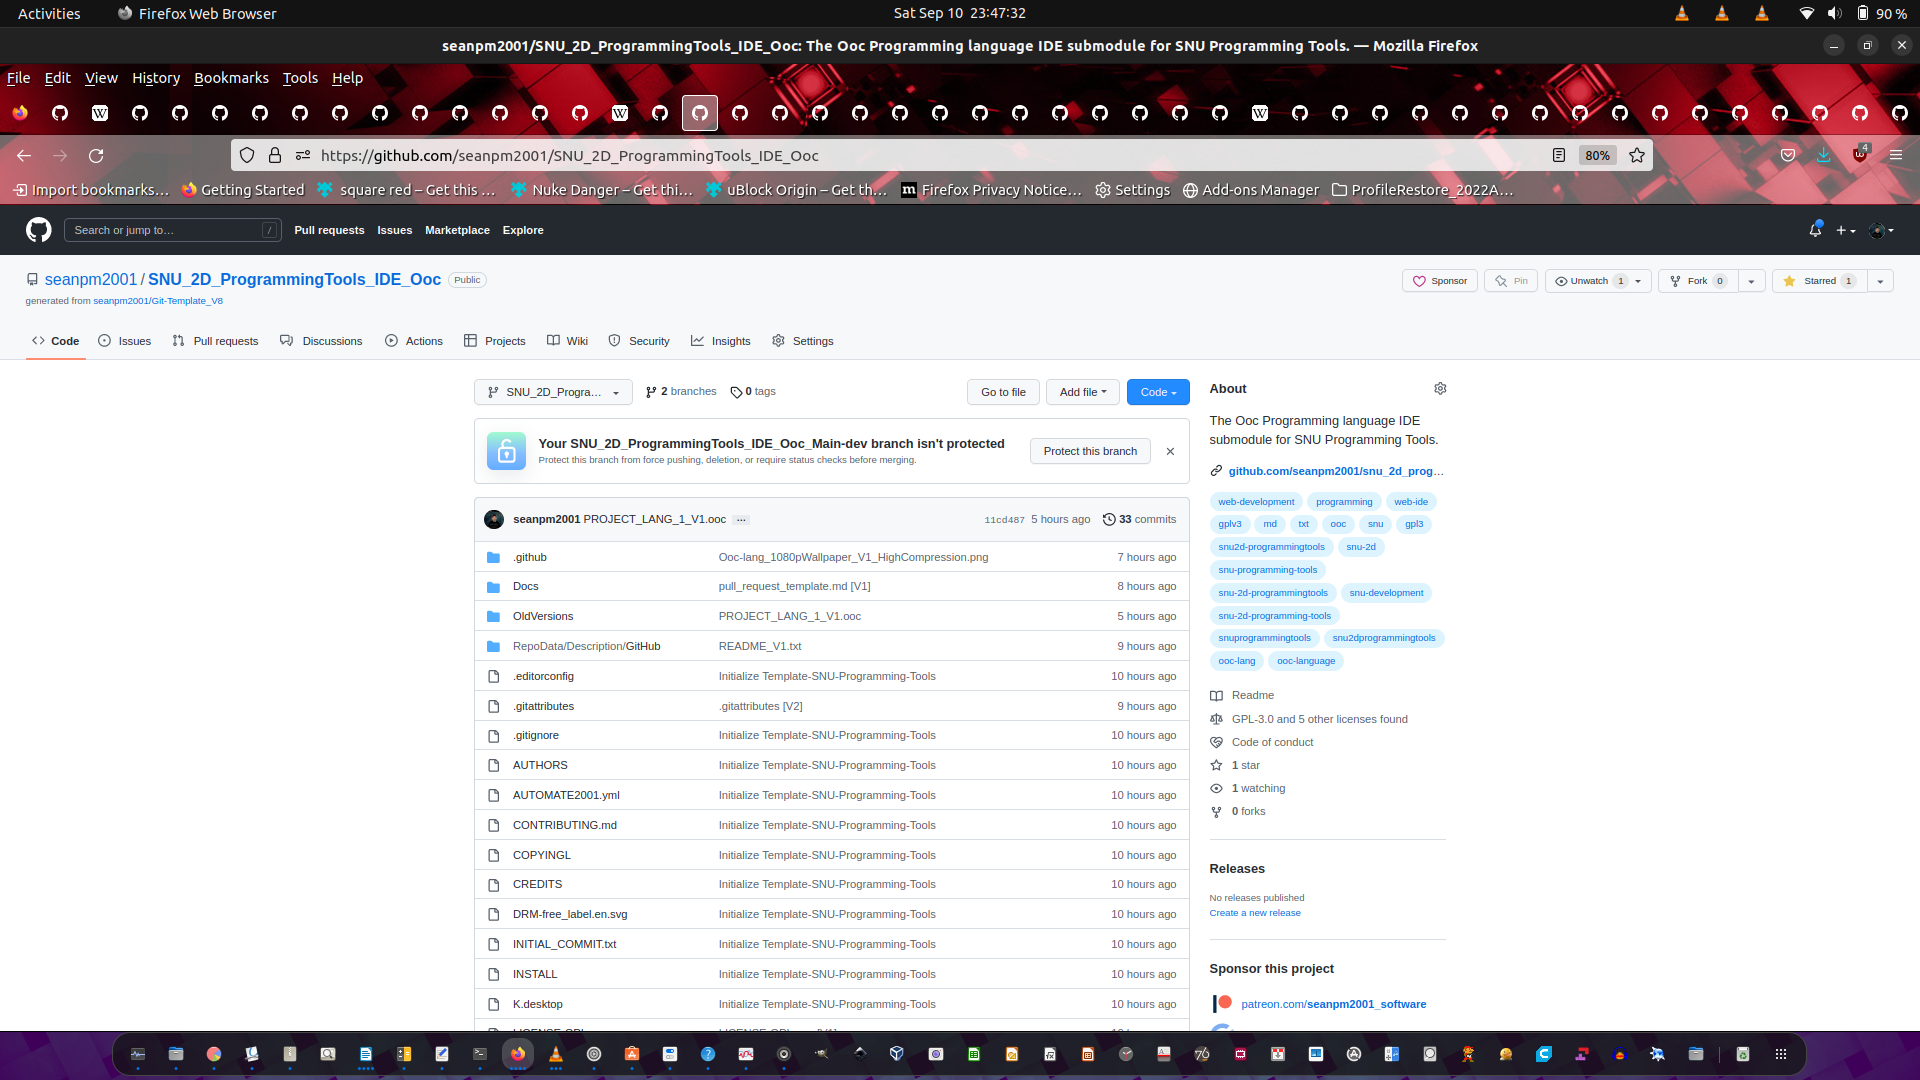 Activities
Firefox Web Browser
Sat Sep 10 23:47:32
90 %
seanpm2001/SNU_2D_ProgrammingTools_IDE_Ooc: The Ooc Programming language IDE submodule for SNU Programming Tools. — Mozilla Firefox
File Edit View History Bookmarks Tools Help
https://github.com/seanpm2001/SNU_2D_ProgrammingTools_IDE_Ooc
80%
4
Import bookmarks…
Getting Started
square red – Get this …
Nuke Danger – Get thi…
uBlock Origin – Get th…
Firefox Privacy Notice…
Settings
Add-ons Manager
ProfileRestore_2022A…
Search or jump to…
/
Pull requests
Issues
Marketplace
Explore
seanpm2001 / SNU_2D_ProgrammingTools_IDE_Ooc
Public
generated from seanpm2001/Git-Template_V8
Sponsor
Pin
Unwatch 1
Fork 0
Starred 1
Code
Issues
Pull requests
Discussions
Actions
Projects
Wiki
Security
Insights
Settings
SNU_2D_Progra…
2 branches
0 tags
Go to file
Add file
Code
Your SNU_2D_ProgrammingTools_IDE_Ooc_Main-dev branch isn't protected
Protect this branch from force pushing, deletion, or require status checks before merging.
Protect this branch
seanpm2001 PROJECT_LANG_1_V1.ooc … 11cd487 5 hours ago 33 commits
.github Ooc-lang_1080pWallpaper_V1_HighCompression.png 7 hours ago
Docs pull_request_template.md [V1] 8 hours ago
OldVersions PROJECT_LANG_1_V1.ooc 5 hours ago
RepoData/Description/GitHub README_V1.txt 9 hours ago
.editorconfig Initialize Template-SNU-Programming-Tools 10 hours ago
.gitattributes .gitattributes [V2] 9 hours ago
.gitignore Initialize Template-SNU-Programming-Tools 10 hours ago
AUTHORS Initialize Template-SNU-Programming-Tools 10 hours ago
AUTOMATE2001.yml Initialize Template-SNU-Programming-Tools 10 hours ago
CONTRIBUTING.md Initialize Template-SNU-Programming-Tools 10 hours ago
COPYINGL Initialize Template-SNU-Programming-Tools 10 hours ago
CREDITS Initialize Template-SNU-Programming-Tools 10 hours ago
DRM-free_label.en.svg Initialize Template-SNU-Programming-Tools 10 hours ago
INITIAL_COMMIT.txt Initialize Template-SNU-Programming-Tools 10 hours ago
INSTALL Initialize Template-SNU-Programming-Tools 10 hours ago
K.desktop Initialize Template-SNU-Programming-Tools 10 hours ago
About
The Ooc Programming language IDE
submodule for SNU Programming Tools.
github.com/seanpm2001/snu_2d_prog…
web-development programming web-ide
gplv3 md txt ooc snu gpl3
snu2d-programmingtools snu-2d
snu-programming-tools
snu-2d-programmingtools snu-development
snu-2d-programming-tools
snuprogrammingtools snu2dprogrammingtools
ooc-lang ooc-language
Readme
GPL-3.0 and 5 other licenses found
Code of conduct
1 star
1 watching
0 forks
Releases
No releases published
Create a new release
Sponsor this project
patreon.com/seanpm2001_software